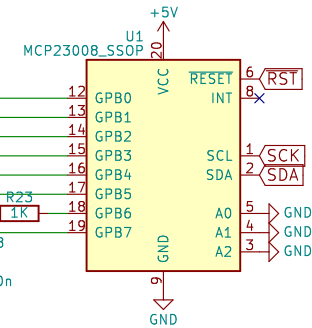 +5V
U1
MCP23008_SSOP
20
VCC
RESET 6 RST
INT 8
12 GPB0
13 GPB1
14 GPB2
15 GPB3
16 GPB4
17 GPB5
18 GPB6
19 GPB7
SCL 1 SCK
SDA 2 SDA
R23
1K
A0 5 GND
A1 4 GND
A2 3 GND
GND
9
GND
0n